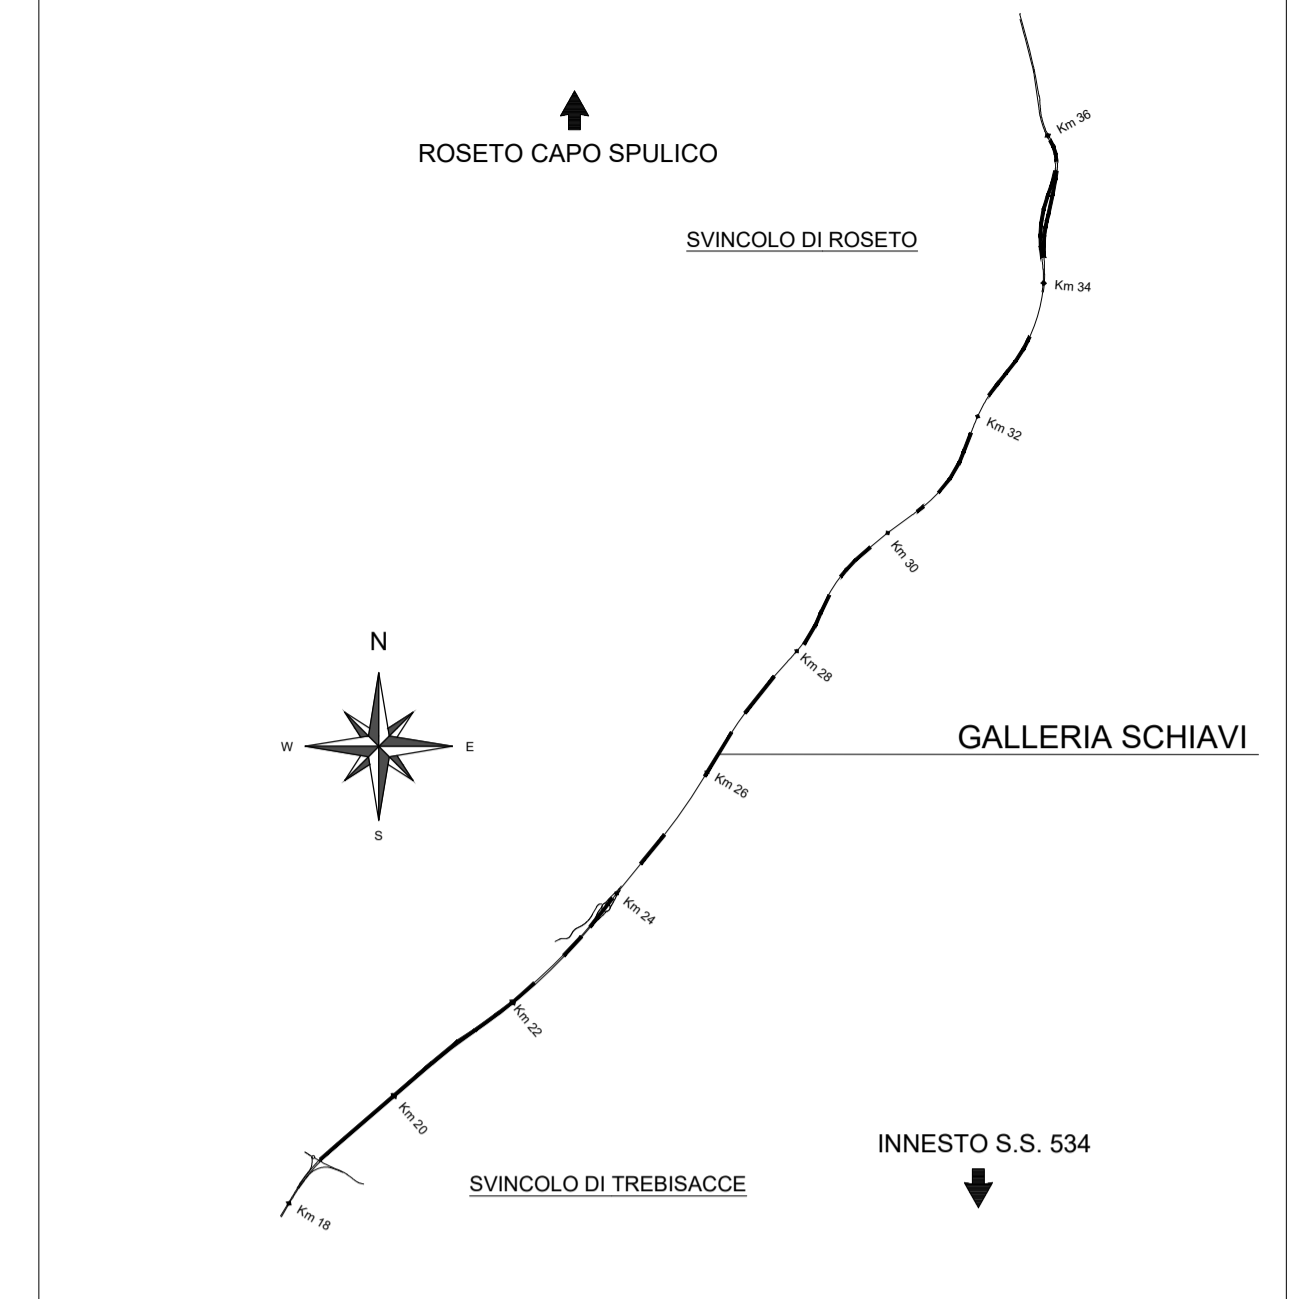 Km 36
ROSETO CAPO SPULICO
SVINCOLO DI ROSETO
Km 34
Km 32
Km 30
N
Km 28
GALLERIA SCHIAVI
W
E
Km 26
S
Km 24
Km 22
Km 20
INNESTO S.S. 534
SVINCOLO DI TREBISACCE
Km 18